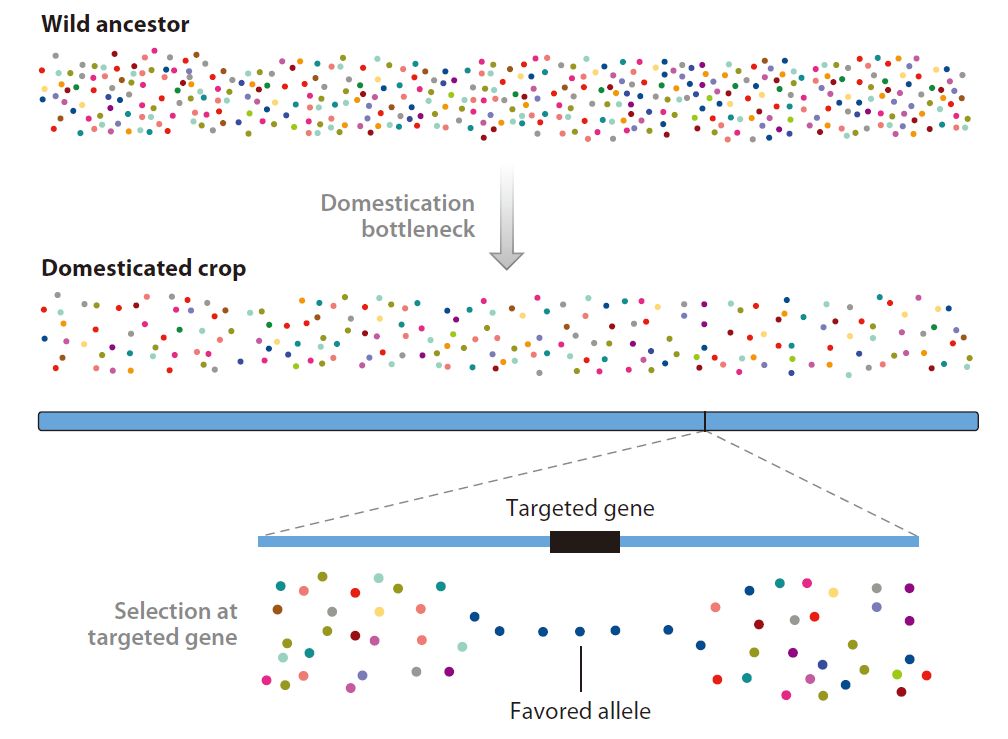 Wild ancestor
Domestication
bottleneck
Domesticated crop
Targeted gene
Selection at
targeted gene
Favored allele